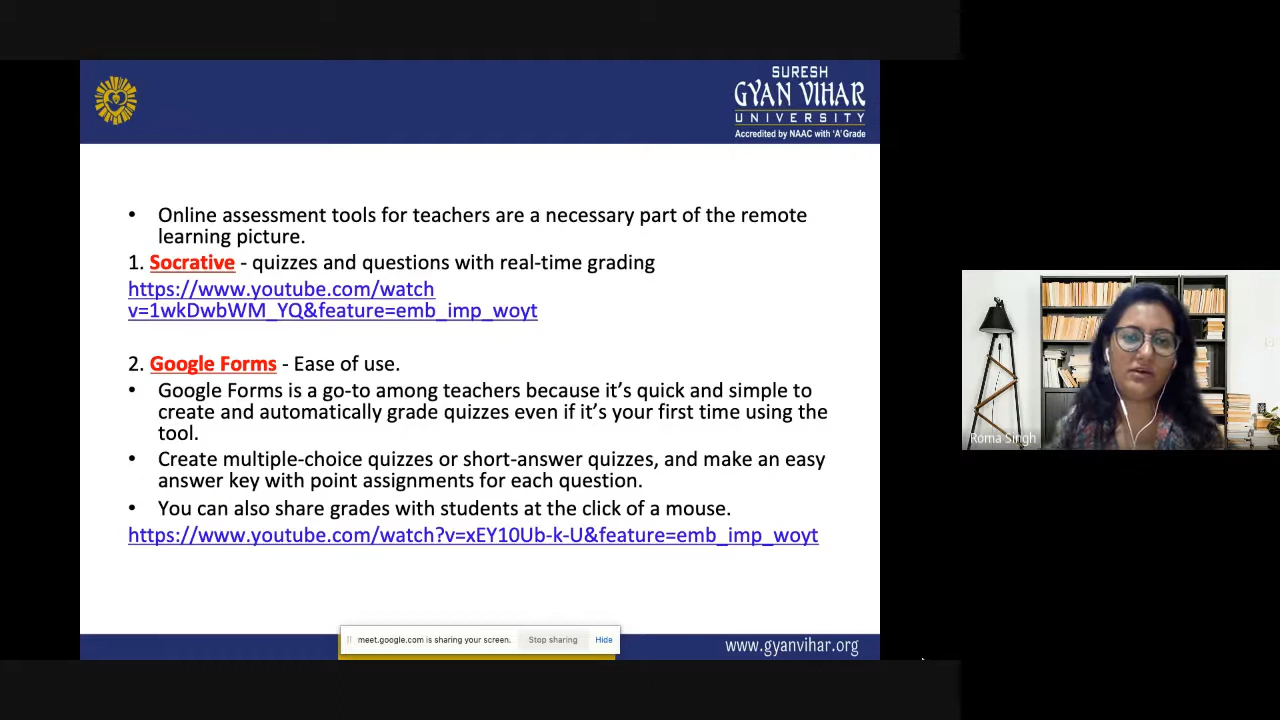 SURESH
GYAN VIHAR
UNIVERSITY
Accredited by NAAC with 'A' Grade
• Online assessment tools for teachers are a necessary part of the remote
learning picture.
1. Socrative - quizzes and questions with real-time grading
https://www.youtube.com/watch
v=1wkDwbWM_YQ&feature=emb_imp_woyt
2. Google Forms - Ease of use.
• Google Forms is a go-to among teachers because it's quick and simple to
create and automatically grade quizzes even if it's your first time using the
tool.
• Create multiple-choice quizzes or short-answer quizzes, and make an easy
answer key with point assignments for each question.
• You can also share grades with students at the click of a mouse.
https://www.youtube.com/watch?v=xEY10Ub-k-U&feature=emb_imp_woyt
meet.google.com is sharing your screen. Stop sharing Hide
www.gyanvihar.org
Roma Singh